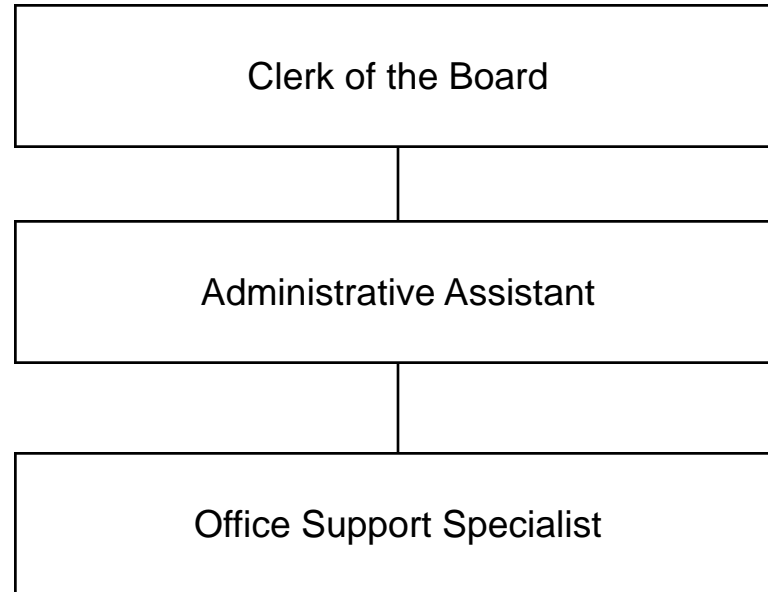 Clerk of the Board
Administrative Assistant
Office Support Specialist